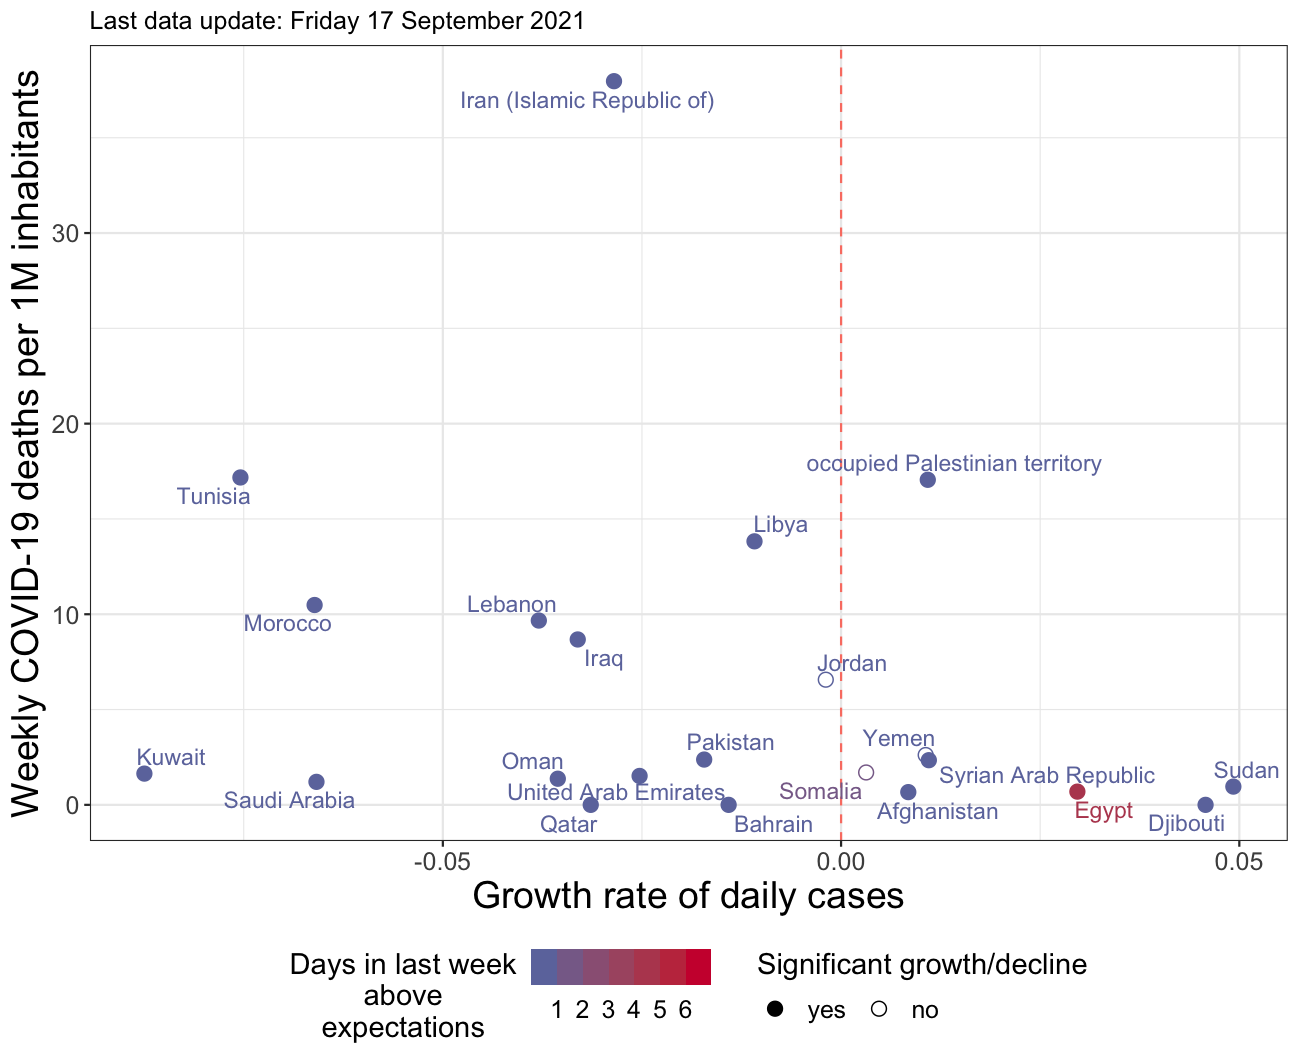 Last data update: Friday 17 September 2021
Weekly COVID-19 deaths per 1M inhabitants
30
20
10
0
Iran (Islamic Republic of)
occupied Palestinian territory
Tunisia
Libya
Lebanon
Morocco
Iraq
Jordan
Yemen
Pakistan
Kuwait
Oman
Sudan
Syrian Arab Republic
United Arab Emirates
Somalia
Saudi Arabia
Egypt
Afghanistan
Qatar
Bahrain
Djibouti
-0.05
0.00
0.05
Growth rate of daily cases
Days in last week
above
expectations
1 2 3 4 5 6
Significant growth/decline
yes
no